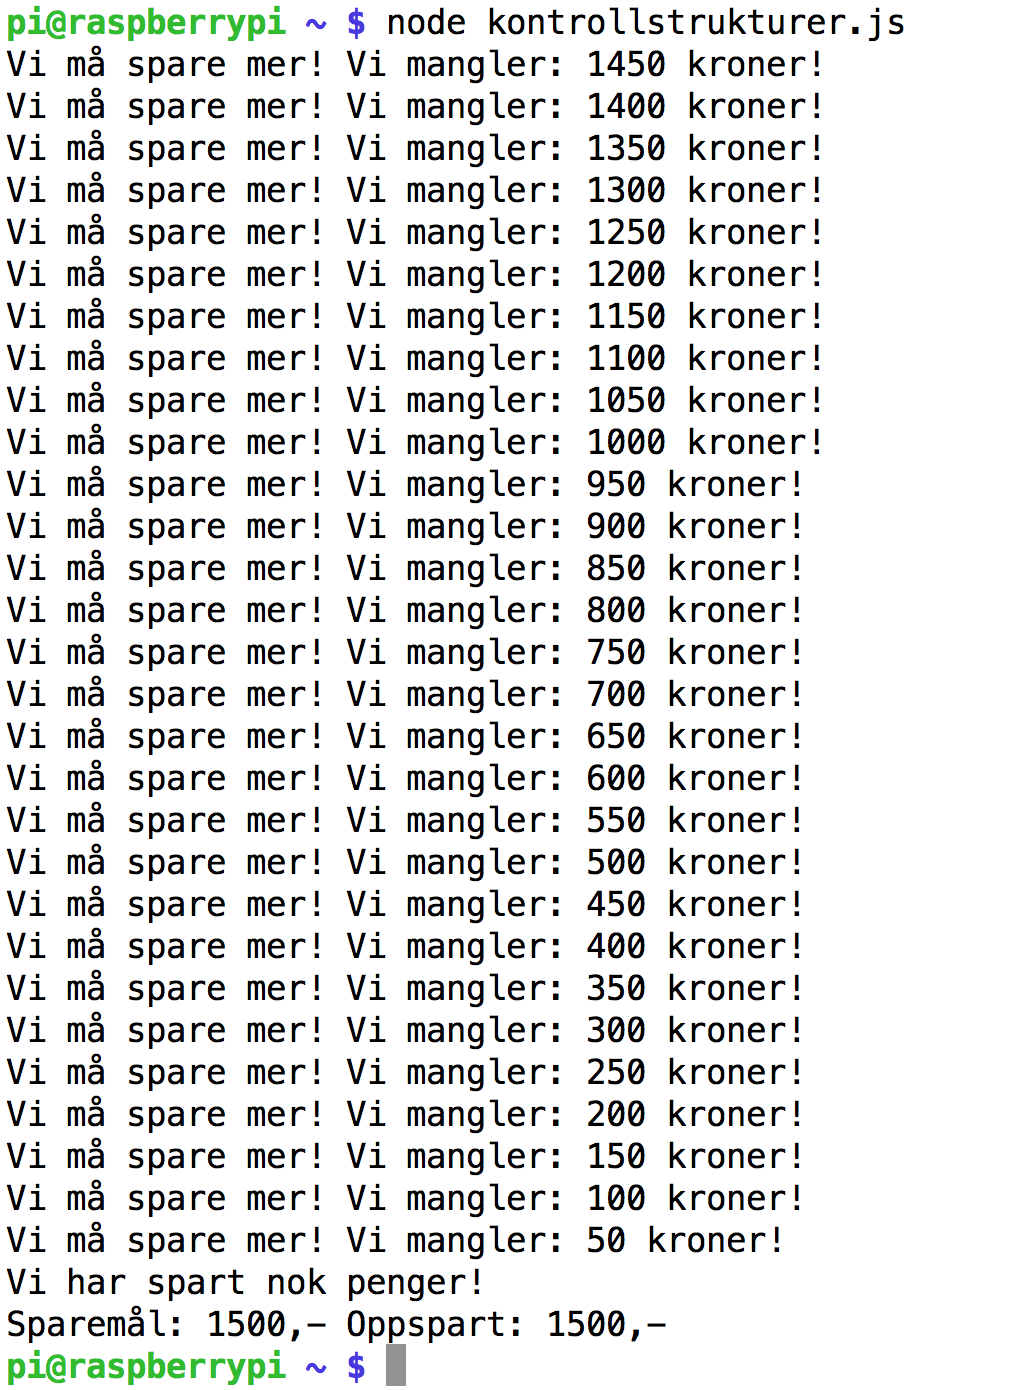 pi@raspberrypi ~ $ node kontrollstrukturer.js
Vi må spare mer! Vi mangler: 1450 kroner!
Vi må spare mer! Vi mangler: 1400 kroner!
Vi må spare mer! Vi mangler: 1350 kroner!
Vi må spare mer! Vi mangler: 1300 kroner!
Vi må spare mer! Vi mangler: 1250 kroner!
Vi må spare mer! Vi mangler: 1200 kroner!
Vi må spare mer! Vi mangler: 1150 kroner!
Vi må spare mer! Vi mangler: 1100 kroner!
Vi må spare mer! Vi mangler: 1050 kroner!
Vi må spare mer! Vi mangler: 1000 kroner!
Vi må spare mer! Vi mangler: 950 kroner!
Vi må spare mer! Vi mangler: 900 kroner!
Vi må spare mer! Vi mangler: 850 kroner!
Vi må spare mer! Vi mangler: 800 kroner!
Vi må spare mer! Vi mangler: 750 kroner!
Vi må spare mer! Vi mangler: 700 kroner!
Vi må spare mer! Vi mangler: 650 kroner!
Vi må spare mer! Vi mangler: 600 kroner!
Vi må spare mer! Vi mangler: 550 kroner!
Vi må spare mer! Vi mangler: 500 kroner!
Vi må spare mer! Vi mangler: 450 kroner!
Vi må spare mer! Vi mangler: 400 kroner!
Vi må spare mer! Vi mangler: 350 kroner!
Vi må spare mer! Vi mangler: 300 kroner!
Vi må spare mer! Vi mangler: 250 kroner!
Vi må spare mer! Vi mangler: 200 kroner!
Vi må spare mer! Vi mangler: 150 kroner!
Vi må spare mer! Vi mangler: 100 kroner!
Vi må spare mer! Vi mangler: 50 kroner!
Vi har spart nok penger!
Sparemål: 1500,- Oppspart: 1500,-
pi@raspberrypi ~ $